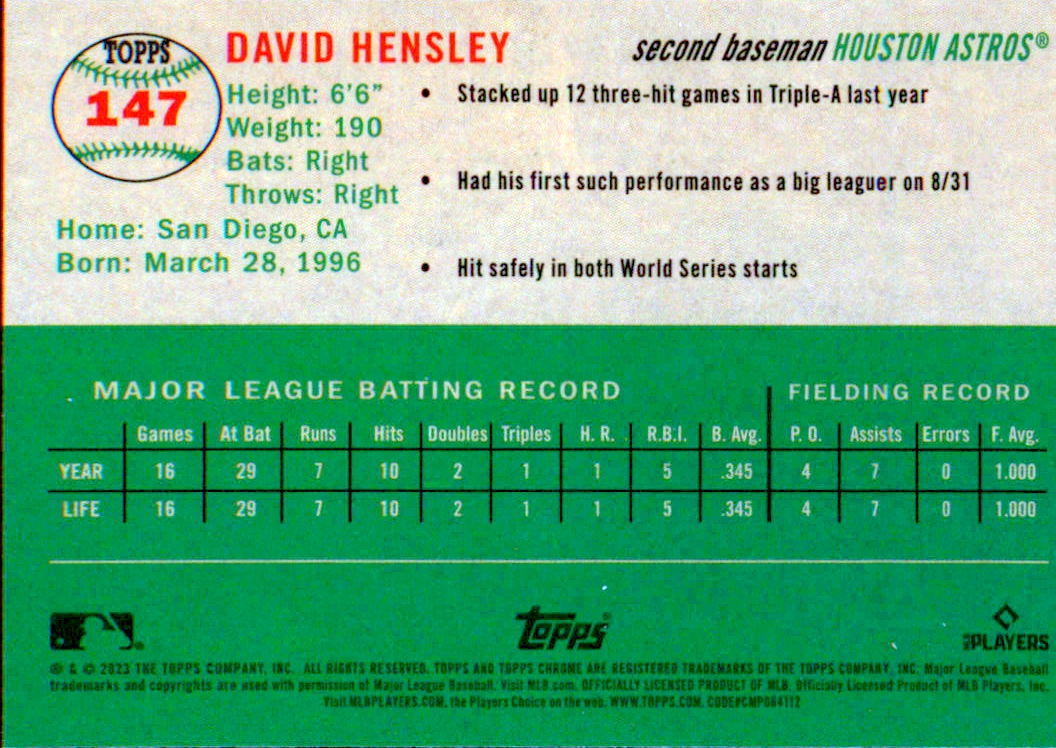 TOPPS
147
DAVID HENSLEY
second baseman HOUSTON ASTROS®
Height: 6'6"
Weight: 190
Bats: Right
Throws: Right
Home: San Diego, CA
Born: March 28, 1996
• Stacked up 12 three-hit games in Triple-A last year
• Had his first such performance as a big leaguer on 8/31
• Hit safely in both World Series starts
MAJOR LEAGUE BATTING RECORD FIELDING RECORD
Games At Bat Runs Hits Doubles Triples H. R. R.B.I. B. Avg. P. O. Assists Errors F. Avg.
YEAR 16 29 7 10 2 1 1 5 .345 4 7 0 1.000
LIFE 16 29 7 10 2 1 1 5 .345 4 7 0 1.000
Topps
MLB PLAYERS
® & © 2023 THE TOPPS COMPANY, INC. ALL RIGHTS RESERVED. TOPPS AND TOPPS CHROME ARE REGISTERED TRADEMARKS OF THE TOPPS COMPANY, INC. Major League Baseball
trademarks and copyrights are used with permission of Major League Baseball. Visit MLB.com. OFFICIALLY LICENSED PRODUCT OF MLB. Officially Licensed Product of MLB Players, Inc.
Visit MLBPLAYERS.COM, the Players Choice on the web. WWW.TOPPS.COM. CODE#CMP084112